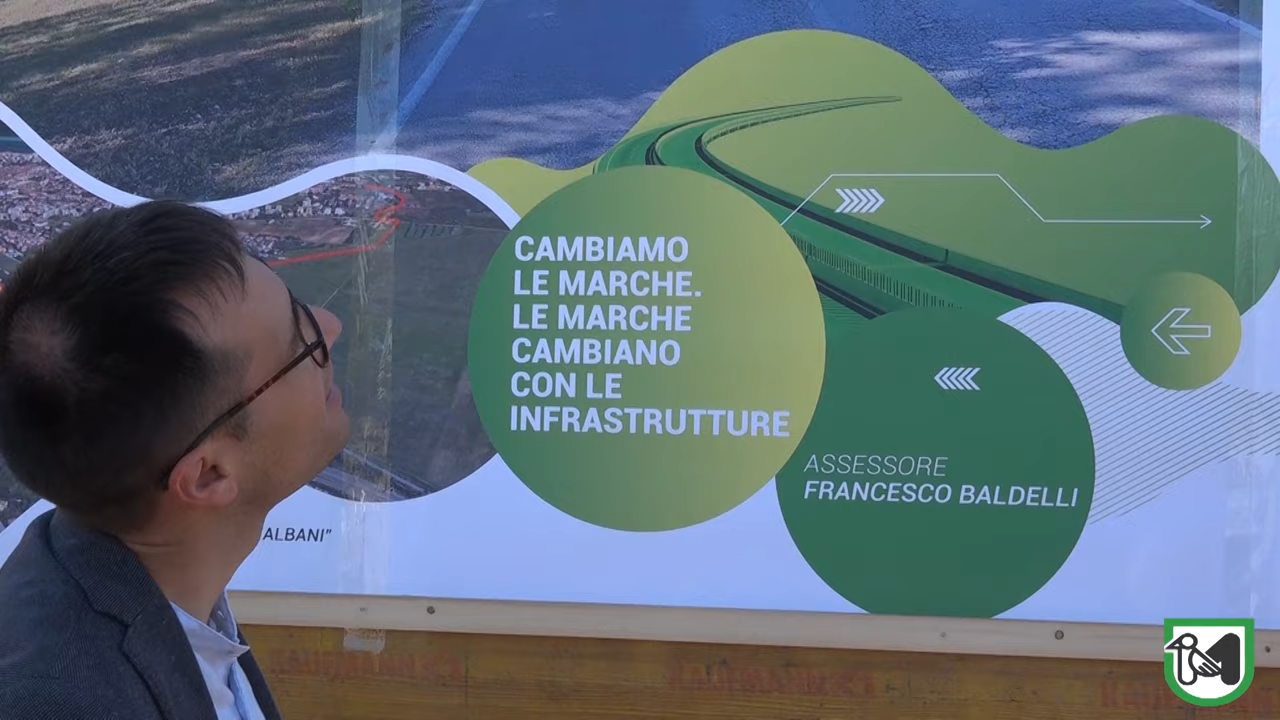 CAMBIAMO
LE MARCHE.
LE MARCHE
CAMBIANO
CON LE
INFRASTRUTTURE
ASSESSORE
FRANCESCO BALDELLI
ALBANI”